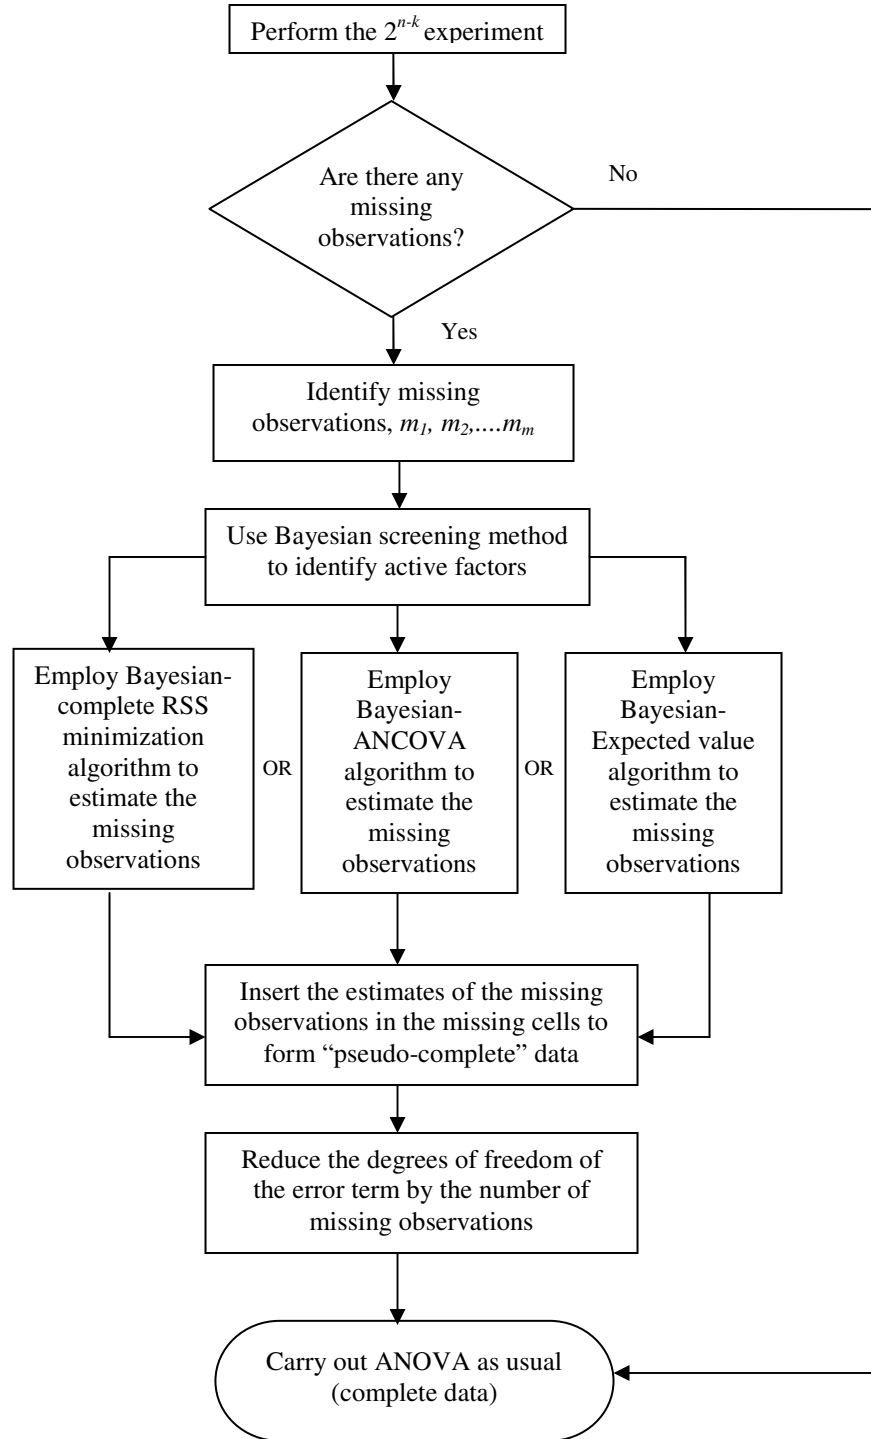 Perform the 2^{n-k} experiment
Are there any
missing
observations?
No
Yes
Identify missing
observations, m_1, m_2,....m_m
Use Bayesian screening method
to identify active factors
Employ Bayesian-
complete RSS
minimization
algorithm to
estimate the
missing
observations
OR
Employ
Bayesian-
ANCOVA
algorithm to
estimate the
missing
observations
OR
Employ
Bayesian-
Expected value
algorithm to
estimate the
missing
observations
Insert the estimates of the missing
observations in the missing cells to
form “pseudo-complete” data
Reduce the degrees of freedom of
the error term by the number of
missing observations
Carry out ANOVA as usual
(complete data)